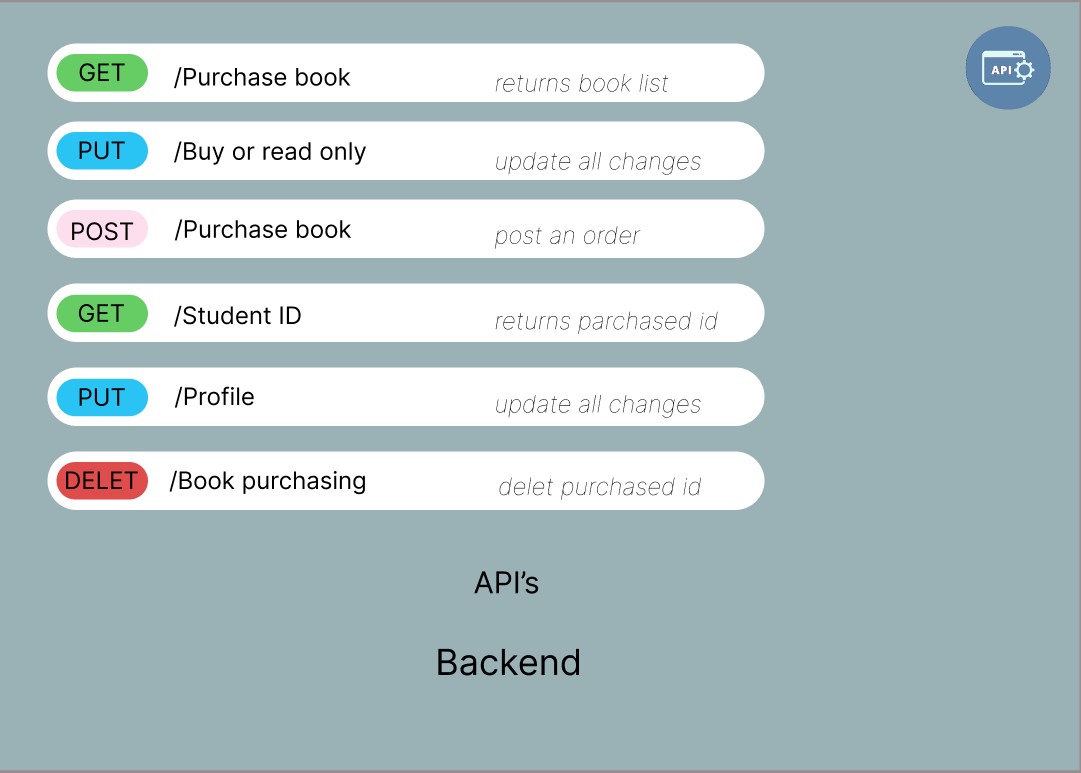 GET /Purchase book returns book list
API
PUT /Buy or read only update all changes
POST /Purchase book post an order
GET /Student ID returns parchased id
PUT /Profile update all changes
DELET /Book purchasing delet purchased id
API’s
Backend